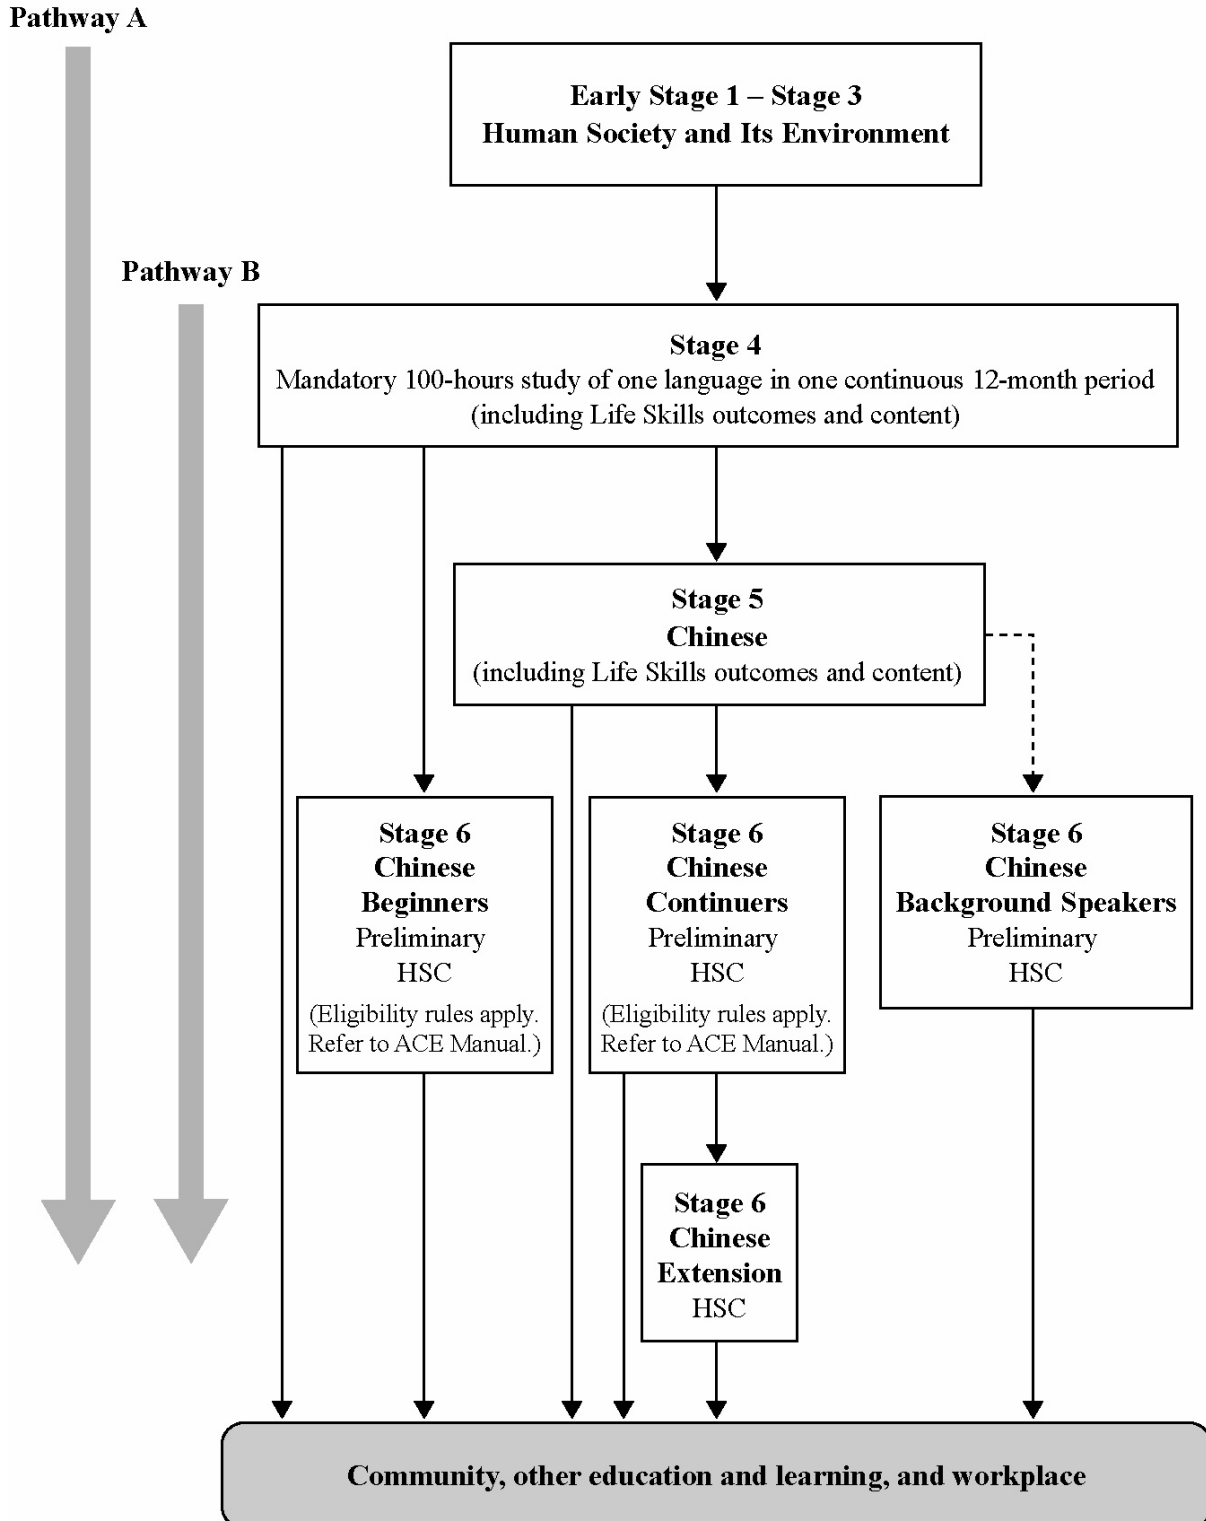 Pathway A
Early Stage 1 – Stage 3
Human Society and Its Environment
Pathway B
Stage 4
Mandatory 100-hours study of one language in one continuous 12-month period
(including Life Skills outcomes and content)
Stage 5
Chinese
(including Life Skills outcomes and content)
Stage 6
Chinese
Beginners
Preliminary
HSC
(Eligibility rules apply.
Refer to ACE Manual.)
Stage 6
Chinese
Continuers
Preliminary
HSC
(Eligibility rules apply.
Refer to ACE Manual.)
Stage 6
Chinese
Background Speakers
Preliminary
HSC
Stage 6
Chinese
Extension
HSC
Community, other education and learning, and workplace